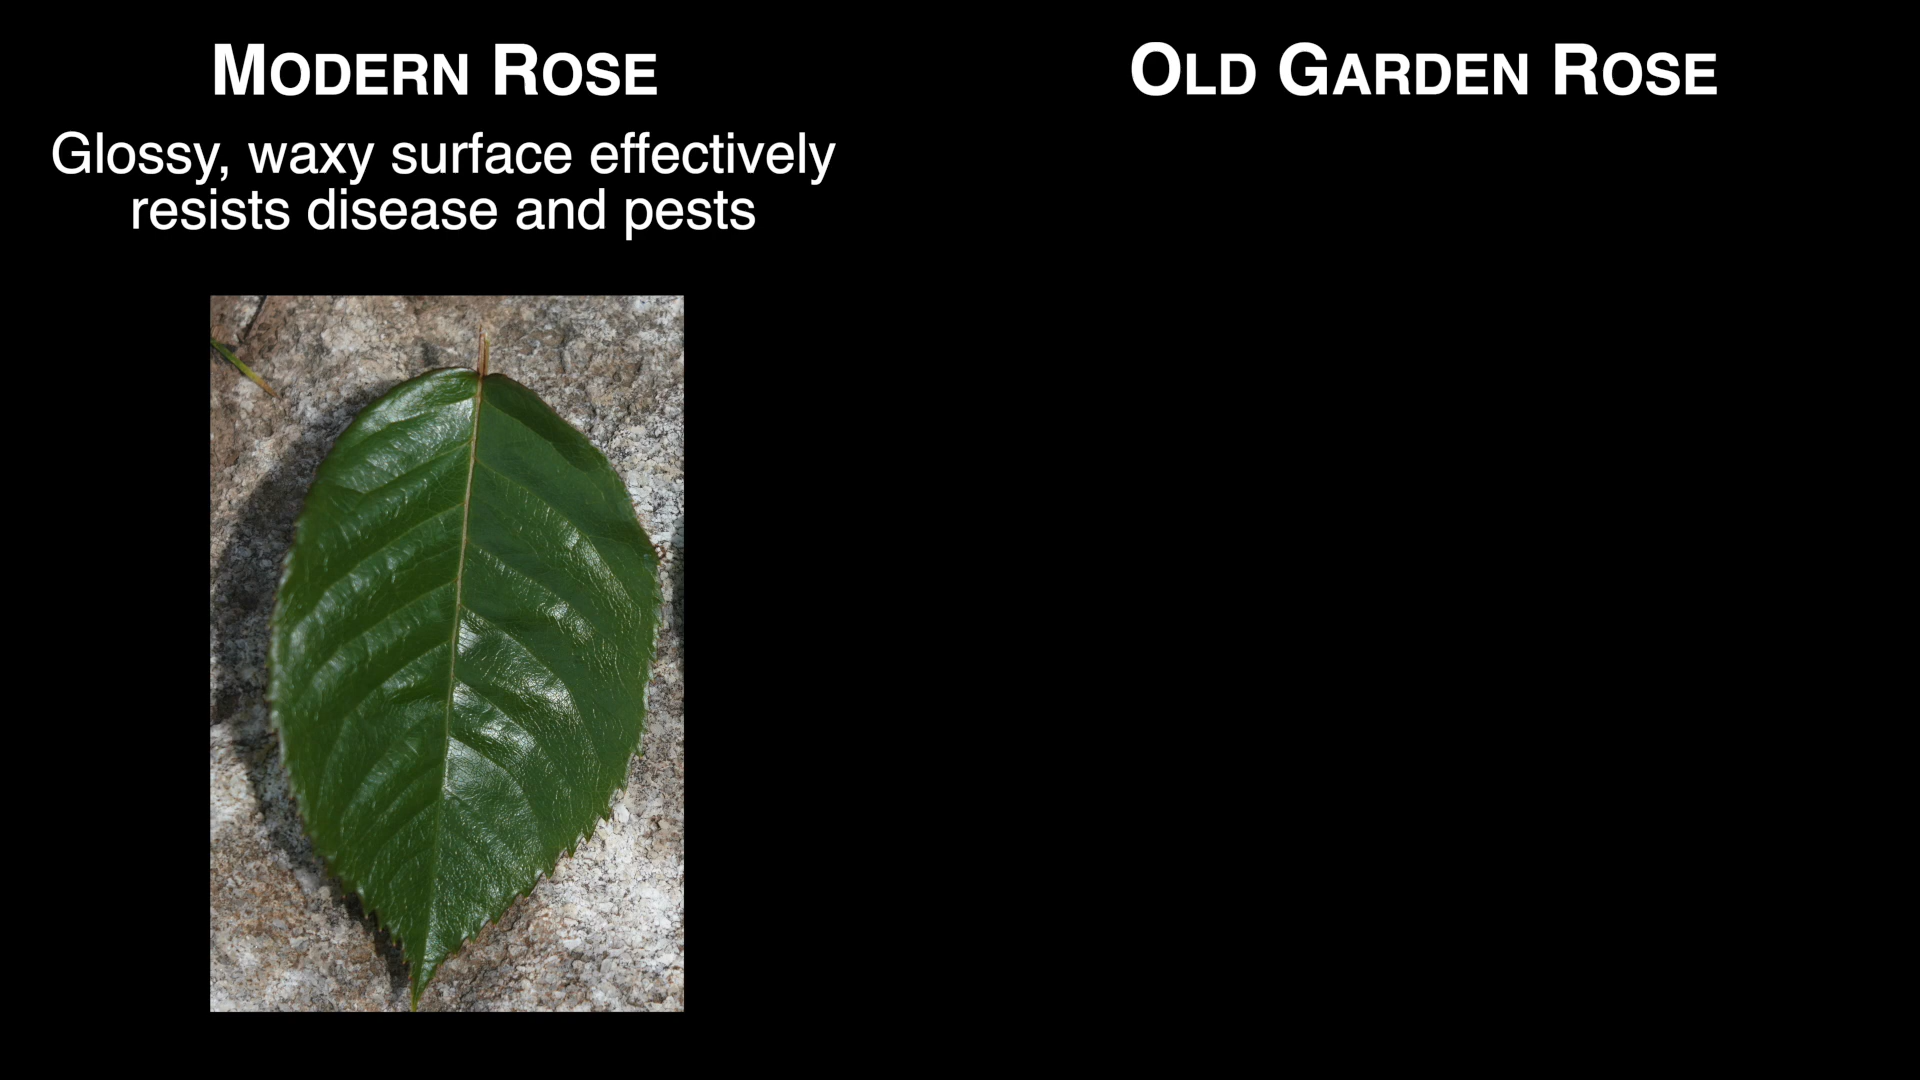 MODERN ROSE
Glossy, waxy surface effectively
resists disease and pests
OLD GARDEN ROSE